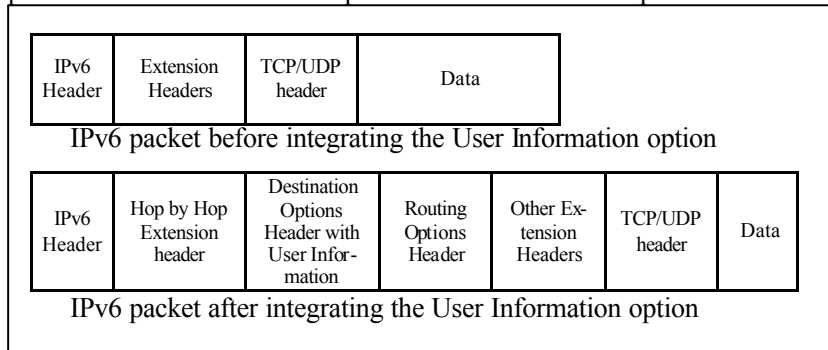 IPv6
Header
Extension
Headers
TCP/UDP
header
Data
IPv6 packet before integrating the User Information option
IPv6
Header
Hop by Hop
Extension
header
Destination
Options
Header with
User Infor-
mation
Routing
Options
Header
Other Ex-
tension
Headers
TCP/UDP
header
Data
IPv6 packet after integrating the User Information option